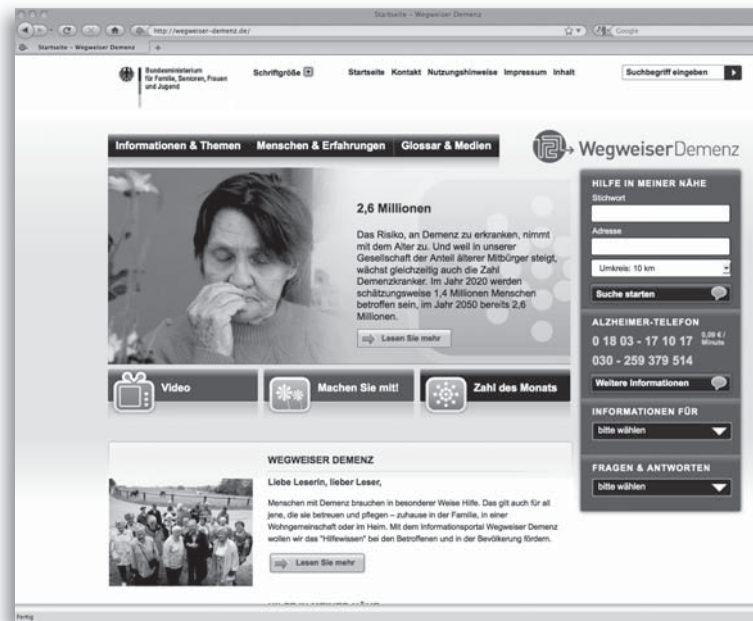 Startseite – Wegweiser Demenz
http://wegweiser-demenz.de/
Google
Startseite – Wegweiser Demenz
+
Bundesministerium
für Familie, Senioren, Frauen
und Jugend
Schriftgröße +
Startseite Kontakt Nutzungshinweise Impressum Inhalt
Suchbegriff eingeben
Informationen & Themen Menschen & Erfahrungen Glossar & Medien
WegweiserDemenz
2,6 Millionen
Das Risiko, an Demenz zu erkranken, nimmt
mit dem Alter zu. Und weil in unserer
Gesellschaft der Anteil älterer Mitbürger steigt,
wächst gleichzeitig auch die Zahl
Demenzkranker. Im Jahr 2020 werden
schätzungsweise 1,4 Millionen Menschen
betroffen sein, im Jahr 2050 bereits 2,6
Millionen.
Lesen Sie mehr
Video
Machen Sie mit!
Zahl des Monats
HILFE IN MEINER NÄHE
Stichwort
Adresse
Umkreis: 10 km
Suche starten
ALZHEIMER-TELEFON
0 18 03 - 17 10 17 0,09 € /
Minute
030 - 259 379 514
Weitere Informationen
INFORMATIONEN FÜR
bitte wählen
FRAGEN & ANTWORTEN
bitte wählen
WEGWEISER DEMENZ
Liebe Leserin, lieber Leser,
Menschen mit Demenz brauchen in besonderer Weise Hilfe. Das gilt auch für all
jene, die sie betreuen und pflegen – zuhause in der Familie, in einer
Wohngemeinschaft oder im Heim. Mit dem Informationsportal Wegweiser Demenz
wollen wir das "Hilfewissen" bei den Betroffenen und in der Bevölkerung fördern.
Lesen Sie mehr
Fertig